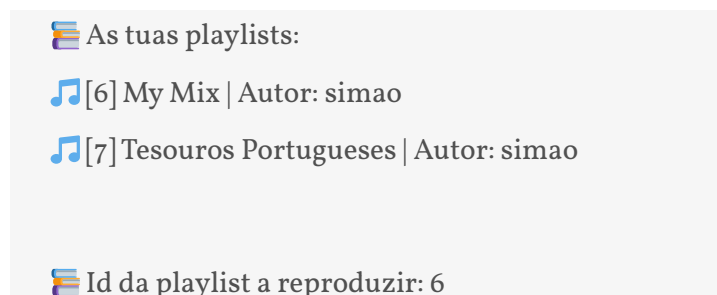 📚 As tuas playlists:
🎵[6] My Mix | Autor: simao
🎵[7] Tesouros Portugueses | Autor: simao
📚 Id da playlist a reproduzir: 6